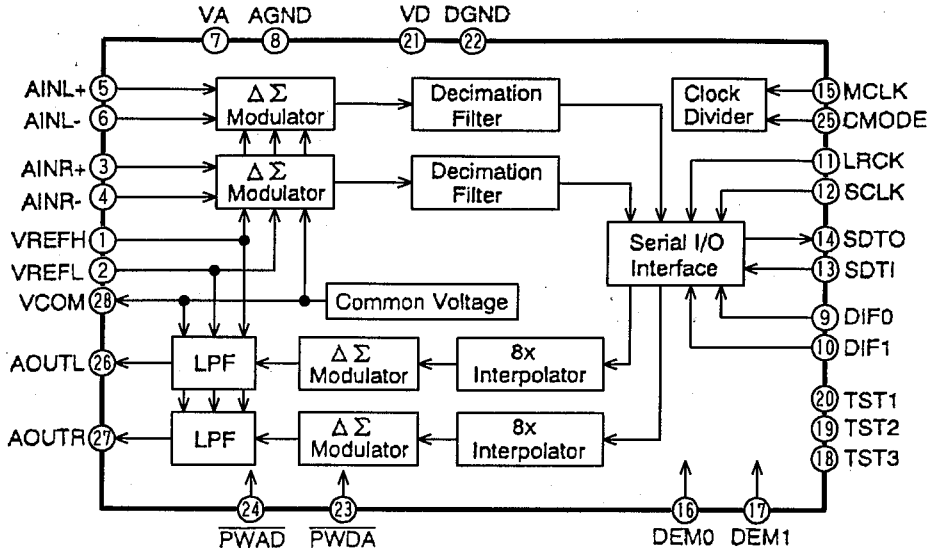 VA AGND VD DGND
7 8 21 22
AINL+ 5
AINL- 6
AINR+ 3
AINR- 4
VREFH 1
VREFL 2
VCOM 28
AOUTL 26
AOUTR 27
ΔΣ
Modulator
Decimation
Filter
Clock
Divider
ΔΣ
Modulator
Decimation
Filter
Serial I/O
Interface
Common Voltage
LPF
ΔΣ
Modulator
8x
Interpolator
LPF
ΔΣ
Modulator
8x
Interpolator
15 MCLK
25 CMODE
11 LRCK
12 SCLK
14 SDTO
13 SDTI
9 DIF0
10 DIF1
20 TST1
19 TST2
18 TST3
24 23 16 17
PWAD PWDA DEM0 DEM1